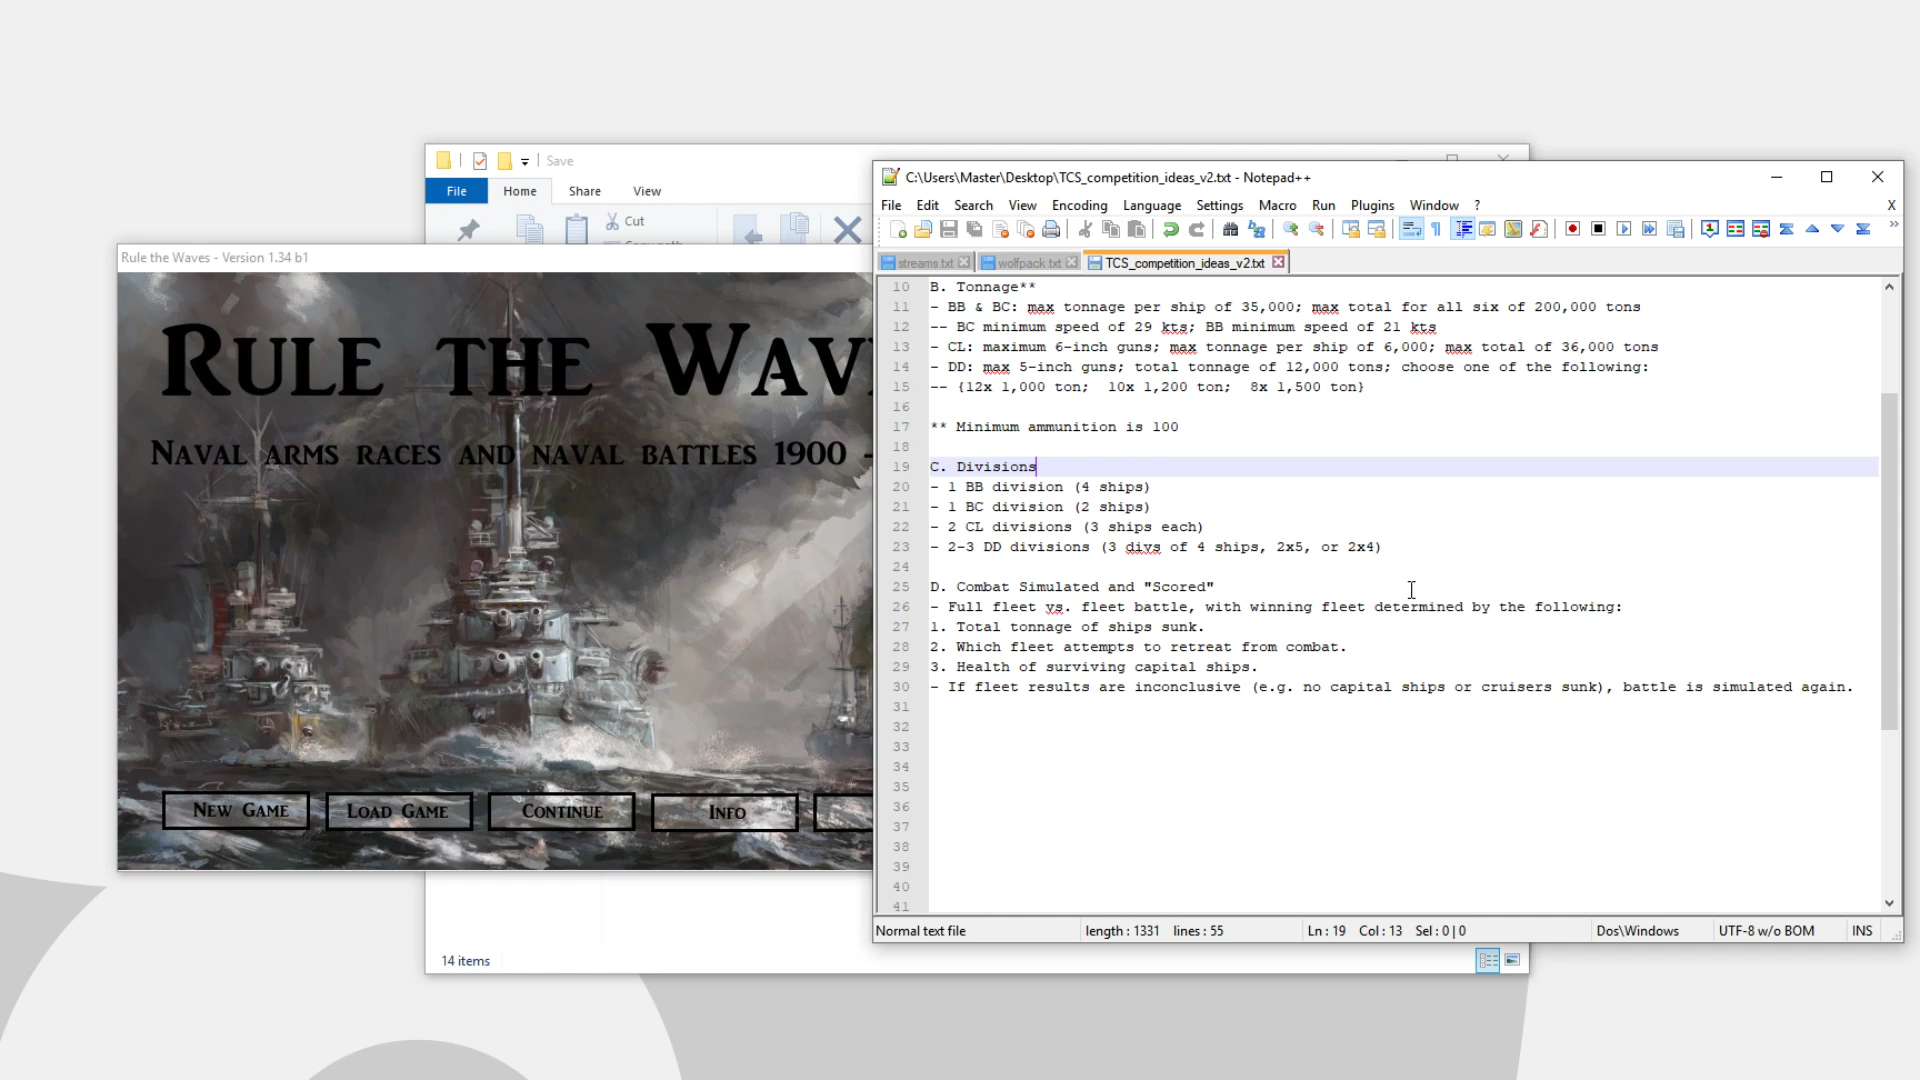 Save
File
Home
Share
View
Cut
Rule the Waves - Version 1.34 b1
Rule the Wav
Naval arms races and naval battles 1900 -
New Game
Load Game
Continue
Info
14 items
C:\Users\Master\Desktop\TCS_competition_ideas_v2.txt - Notepad++
File Edit Search View Encoding Language Settings Macro Run Plugins Window ?
X
streams.txt
wolfpack.txt
TCS_competition_ideas_v2.txt
10 B. Tonnage**
11 - BB & BC: max tonnage per ship of 35,000; max total for all six of 200,000 tons
12 -- BC minimum speed of 29 kts; BB minimum speed of 21 kts
13 - CL: maximum 6-inch guns; max tonnage per ship of 6,000; max total of 36,000 tons
14 - DD: max 5-inch guns; total tonnage of 12,000 tons; choose one of the following:
15 -- {12x 1,000 ton; 10x 1,200 ton; 8x 1,500 ton}
16
17 ** Minimum ammunition is 100
18
19 C. Divisions
20 - 1 BB division (4 ships)
21 - 1 BC division (2 ships)
22 - 2 CL divisions (3 ships each)
23 - 2-3 DD divisions (3 divs of 4 ships, 2x5, or 2x4)
24
25 D. Combat Simulated and "Scored"
26 - Full fleet vs. fleet battle, with winning fleet determined by the following:
27 1. Total tonnage of ships sunk.
28 2. Which fleet attempts to retreat from combat.
29 3. Health of surviving capital ships.
30 - If fleet results are inconclusive (e.g. no capital ships or cruisers sunk), battle is simulated again.
31
32
33
34
35
36
37
38
39
40
41
Normal text file
length : 1331 lines : 55
Ln : 19 Col : 13 Sel : 0 | 0
Dos\Windows
UTF-8 w/o BOM
INS